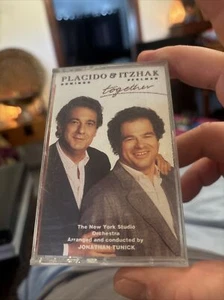 PLACIDO & ITZHAK
DOMINGO PERLMAN
together
The New York Studio
Orchestra
Arranged and conducted by
JONATHAN TUNICK